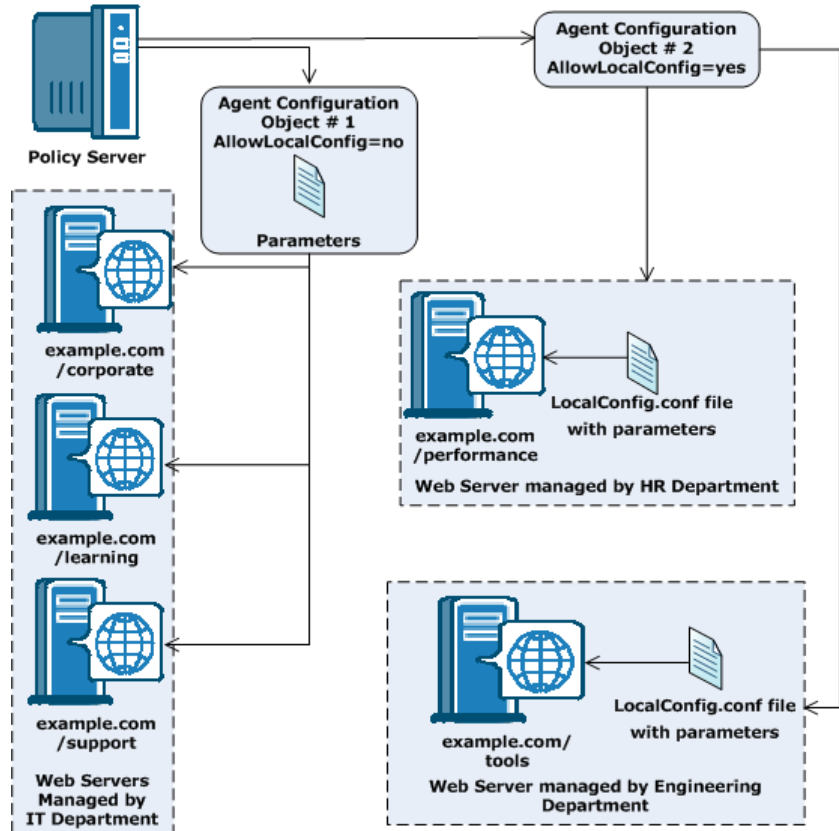 Policy Server
Agent Configuration
Object # 1
AllowLocalConfig=no
Parameters
Agent Configuration
Object # 2
AllowLocalConfig=yes
example.com
/corporate
example.com
/learning
example.com
/support
Web Servers
Managed by
IT Department
example.com
/performance
LocalConfig.conf file
with parameters
Web Server managed by HR Department
example.com/
tools
LocalConfig.conf file
with parameters
Web Server managed by Engineering
Department